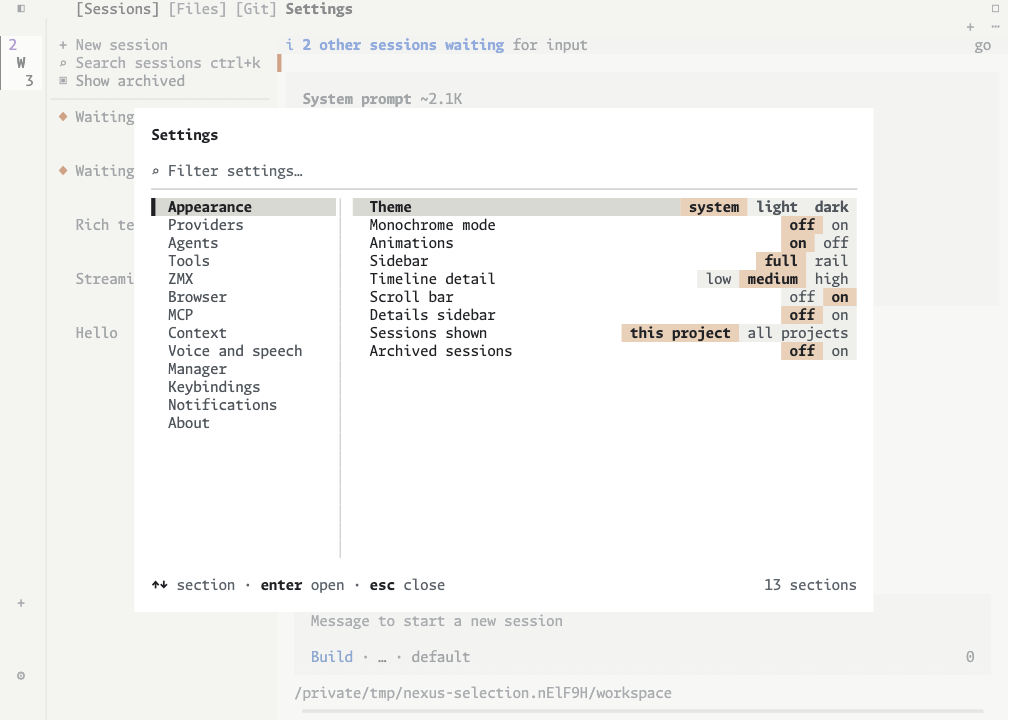 [Sessions] [Files] [Git] Settings
+ …
2
W
3
+ New session
Search sessions ctrl+k
Show archived
i 2 other sessions waiting for input
go
System prompt ~2.1K
Waiting
Waiting
Rich te
Streami
Hello
Settings
Filter settings…
Appearance
Providers
Agents
Tools
ZMX
Browser
MCP
Context
Voice and speech
Manager
Keybindings
Notifications
About
Theme system light dark
Monochrome mode off on
Animations on off
Sidebar full rail
Timeline detail low medium high
Scroll bar off on
Details sidebar off on
Sessions shown this project all projects
Archived sessions off on
↑↓ section · enter open · esc close
13 sections
+
Message to start a new session
Build · … · default
0
/private/tmp/nexus-selection.nElF9H/workspace